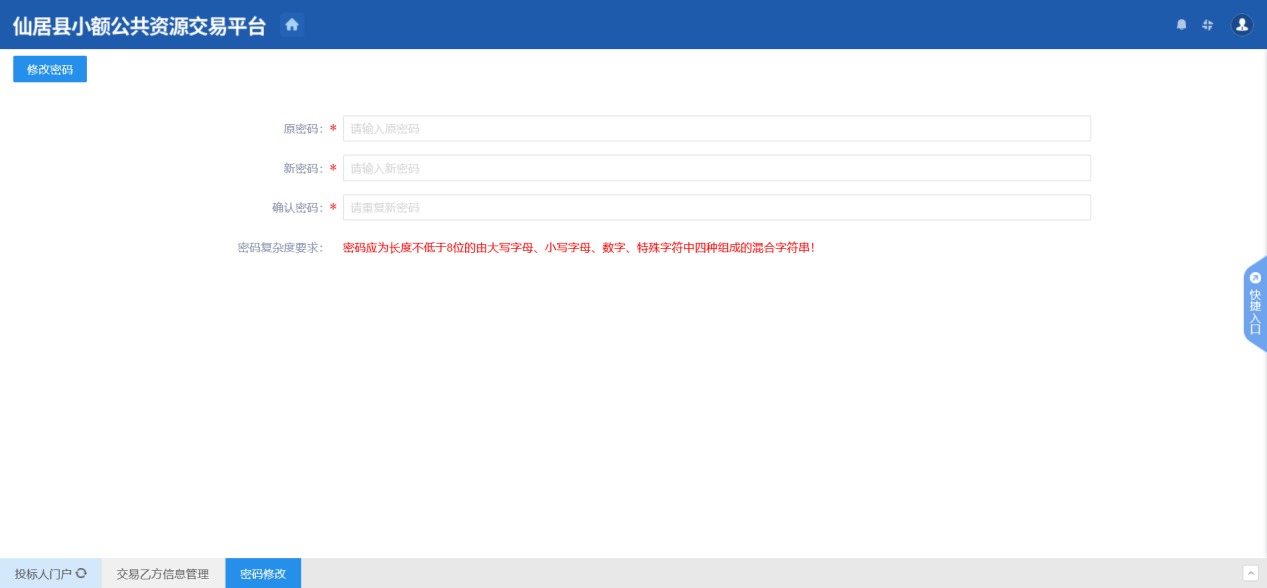 仙居县小额公共资源交易平台
修改密码
原密码：* 请输入原密码
新密码：* 请输入新密码
确认密码：* 请重复新密码
密码复杂度要求： 密码应为长度不低于8位的由大写字母、小写字母、数字、特殊字符中四种组成的混合字符串！
快捷入口
投标人门户 交易乙方信息管理 密码修改